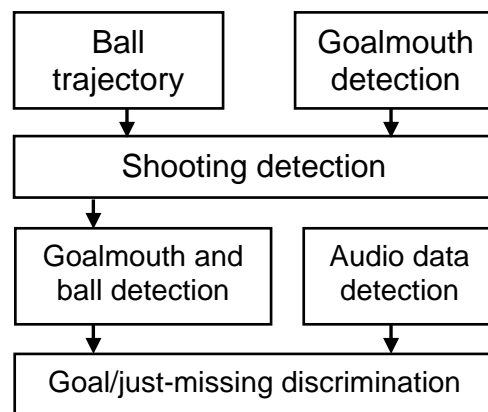 Ball
trajectory
Goalmouth
detection
Shooting detection
Goalmouth and
ball detection
Audio data
detection
Goal/just-missing discrimination